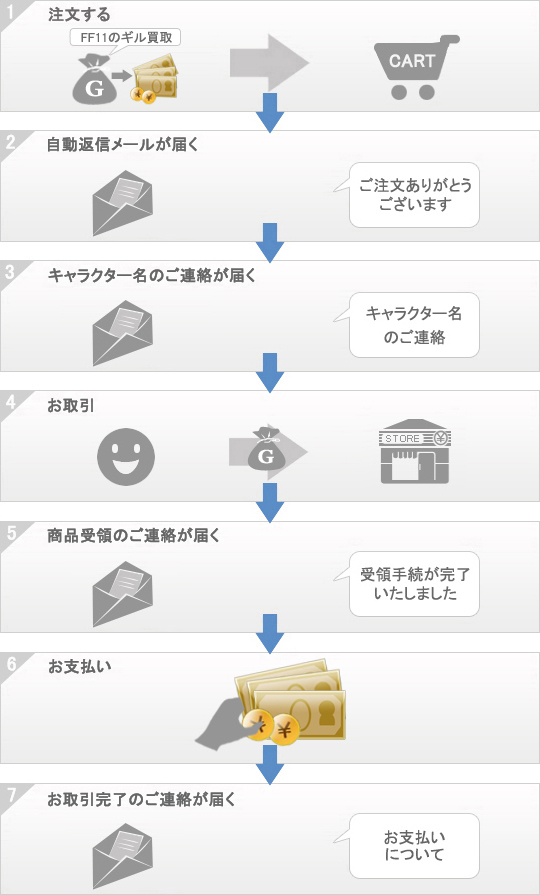 1 注文する
FF11のギル買取
G
CART
2 自動返信メールが届く
ご注文ありがとう
ございます
3 キャラクター名のご連絡が届く
キャラクター名
のご連絡
4 お取引
G
STORE ¥
5 商品受領のご連絡が届く
受領手続が完了
いたしました
6 お支払い
¥ ¥
7 お取引完了のご連絡が届く
お支払い
について